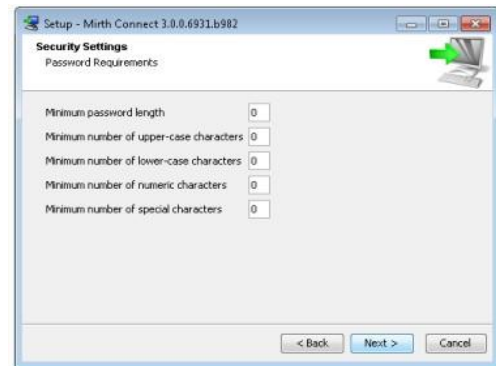 Setup - Mirth Connect 3.0.0.6931.b982
Security Settings
Password Requirements
Minimum password length 0
Minimum number of upper-case characters 0
Minimum number of lower-case characters 0
Minimum number of numeric characters 0
Minimum number of special characters 0
< Back Next > Cancel